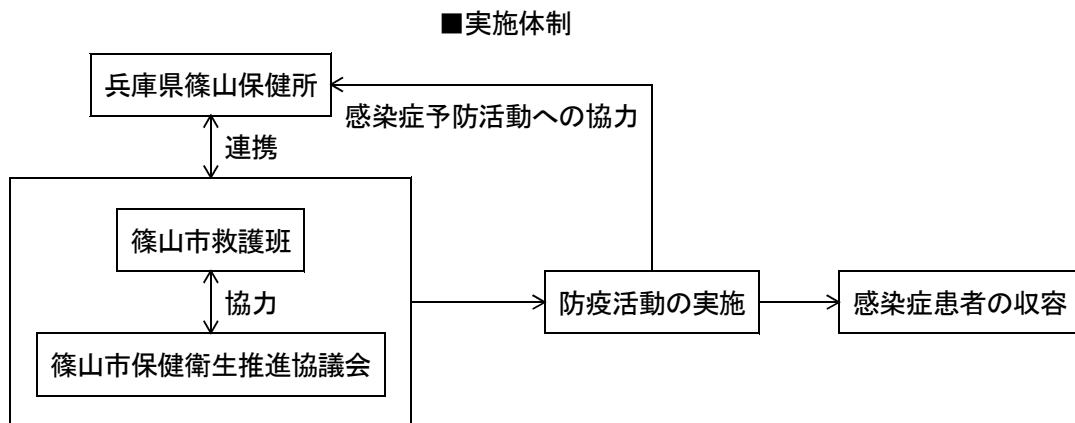 ■実施体制
兵庫県篠山保健所
感染症予防活動への協力
連携
篠山市救護班
協力
防疫活動の実施
感染症患者の収容
篠山市保健衛生推進協議会